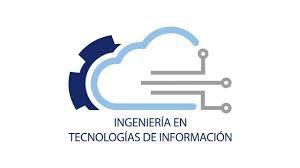 INGENIERÍA EN
TECNOLOGÍAS DE INFORMACIÓN